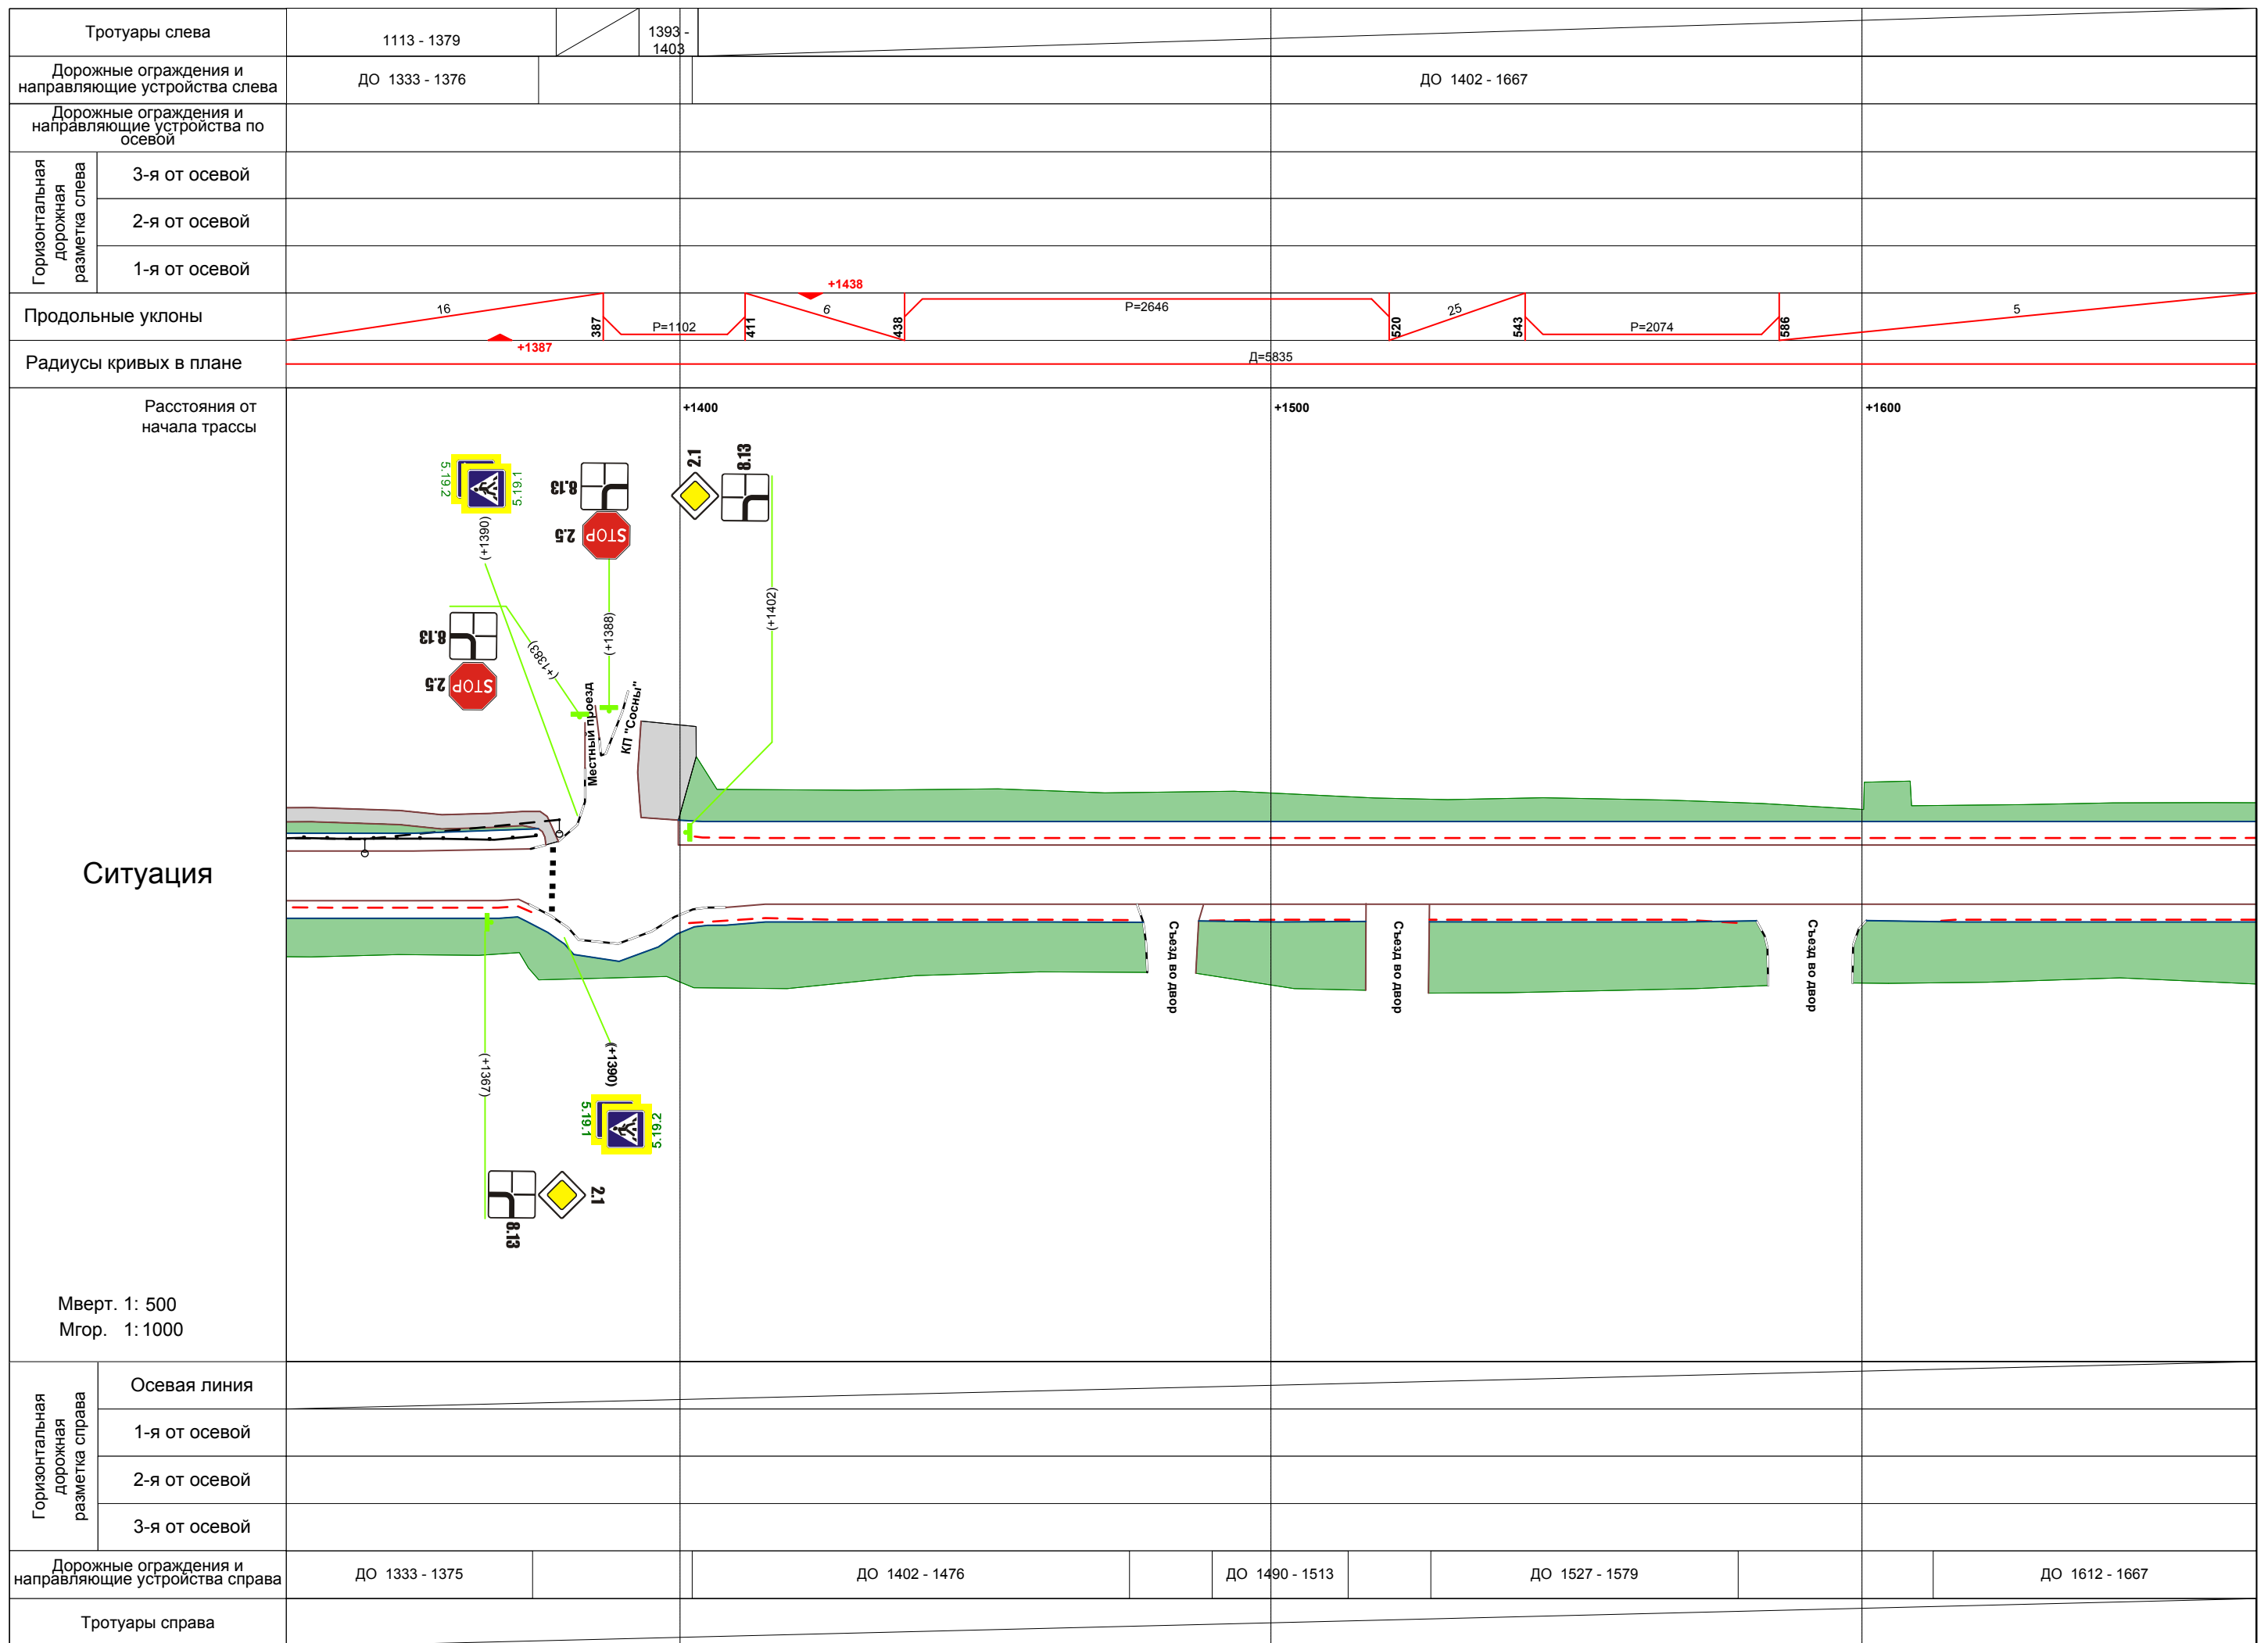 Тротуары слева
1113 - 1379
1393 -
1403
Дорожные ограждения и
направляющие устройства слева
ДО 1333 - 1376
ДО 1402 - 1667
Дорожные ограждения и
направляющие устройства по
осевой
Горизонтальная
дорожная
разметка слева
3-я от осевой
2-я от осевой
1-я от осевой
Продольные уклоны
16
+1387
387
Р=1102
411
6
+1438
438
Р=2646
520
25
543
Р=2074
586
5
Радиусы кривых в плане
Д=5835
Расстояния от
начала трассы
+1400
+1500
+1600
5.19.2
5.19.1
(+1390)
8.13
2.5
STOP
(+1388)
2.1
8.13
(+1402)
8.13
2.5
STOP
(+1383)
Местный проезд
КП "Сосны"
Ситуация
Съезд во двор
Съезд во двор
Съезд во двор
(+1367)
(+1390)
5.19.1
5.19.2
2.1
8.13
Мверт. 1: 500
Мгор. 1: 1000
Горизонтальная
дорожная
разметка справа
Осевая линия
1-я от осевой
2-я от осевой
3-я от осевой
Дорожные ограждения и
направляющие устройства справа
ДО 1333 - 1375
ДО 1402 - 1476
ДО 1490 - 1513
ДО 1527 - 1579
ДО 1612 - 1667
Тротуары справа